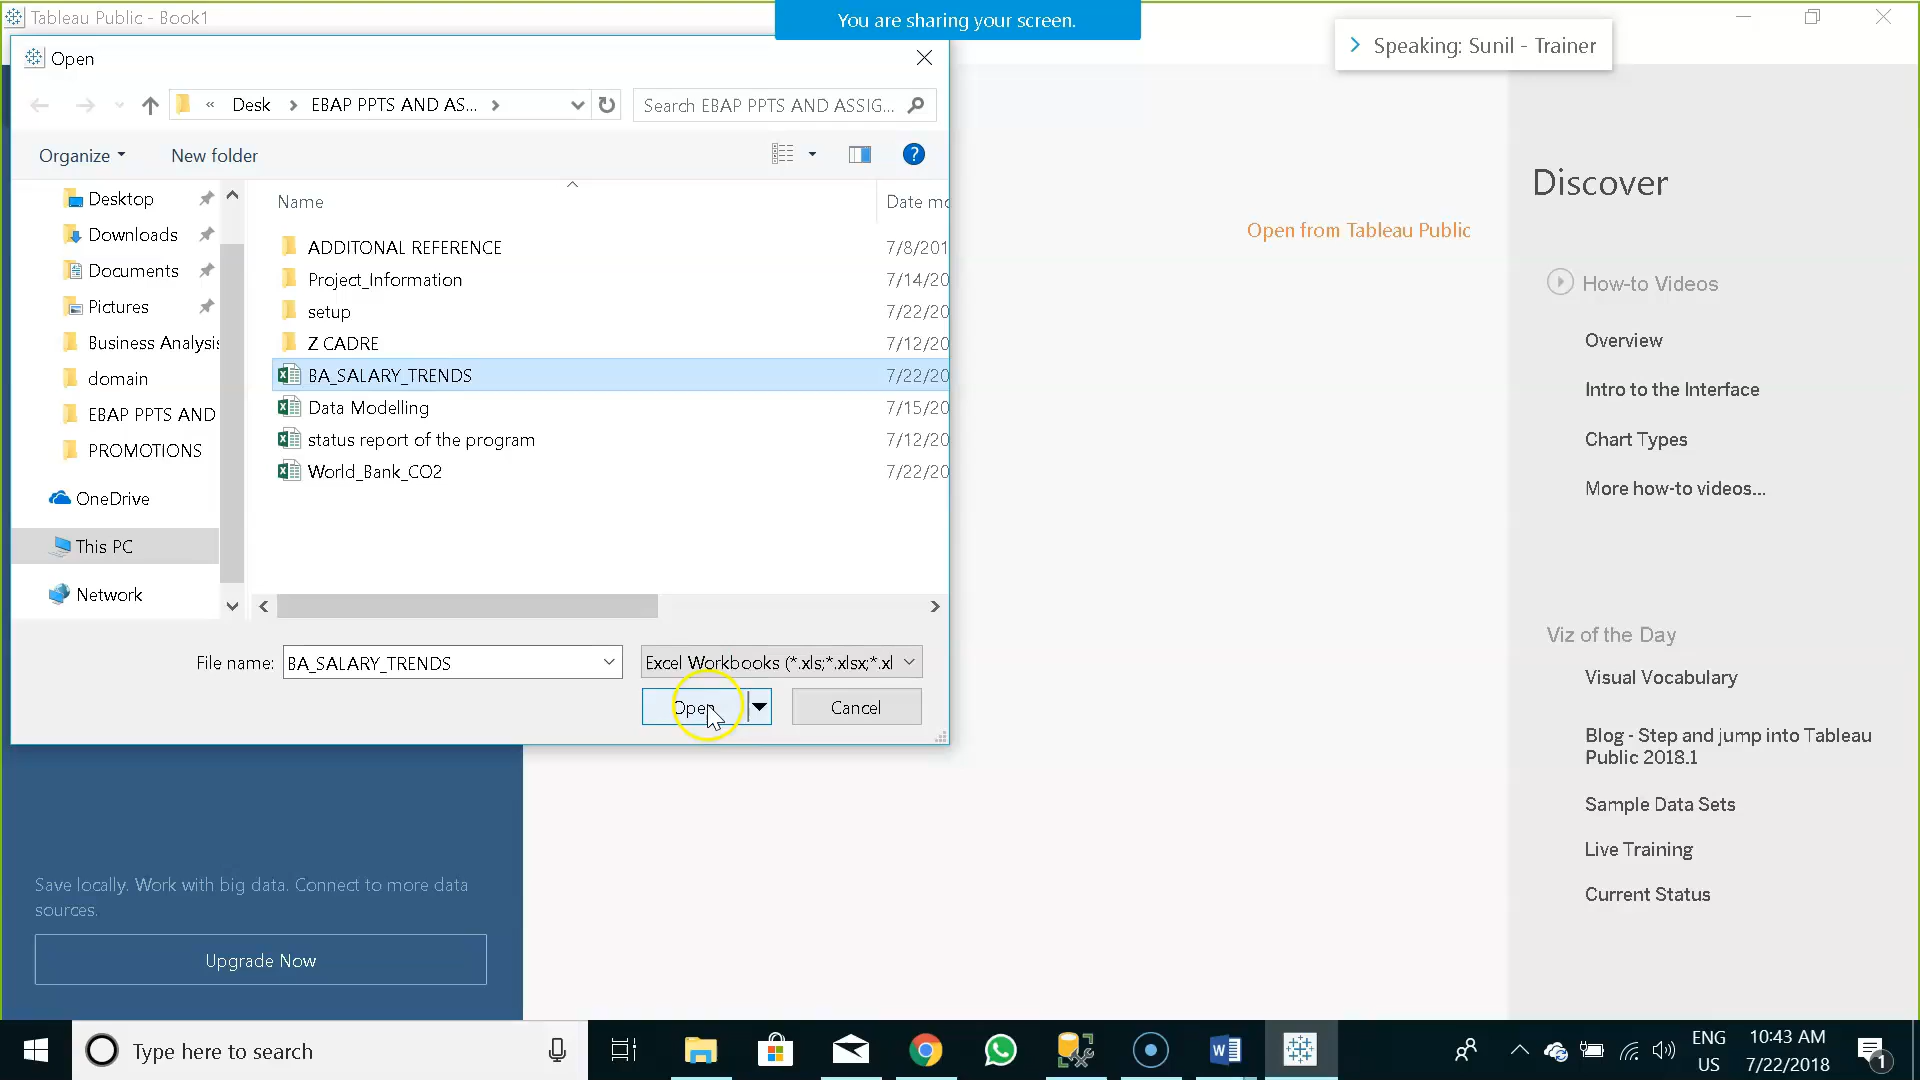 Tableau Public - Book1
You are sharing your screen.
Speaking: Sunil - Trainer
Open
« Desk > EBAP PPTS AND AS... >
Search EBAP PPTS AND ASSIG...
Organize
New folder
Name
Date mo
Desktop
Downloads
Documents
Pictures
Business Analysis
domain
EBAP PPTS AND
PROMOTIONS
OneDrive
This PC
Network
ADDITONAL REFERENCE 7/8/201
Project_Information 7/14/20
setup 7/22/20
Z CADRE 7/12/20
BA_SALARY_TRENDS 7/22/20
Data Modelling 7/15/20
status report of the program 7/12/20
World_Bank_CO2 7/22/20
File name: BA_SALARY_TRENDS
Excel Workbooks (*.xls;*.xlsx;*.xl
Open
Cancel
Open from Tableau Public
Discover
How-to Videos
Overview
Intro to the Interface
Chart Types
More how-to videos...
Viz of the Day
Visual Vocabulary
Blog - Step and jump into Tableau
Public 2018.1
Sample Data Sets
Live Training
Current Status
Save locally. Work with big data. Connect to more data
sources.
Upgrade Now
Type here to search
ENG
US
10:43 AM
7/22/2018
1